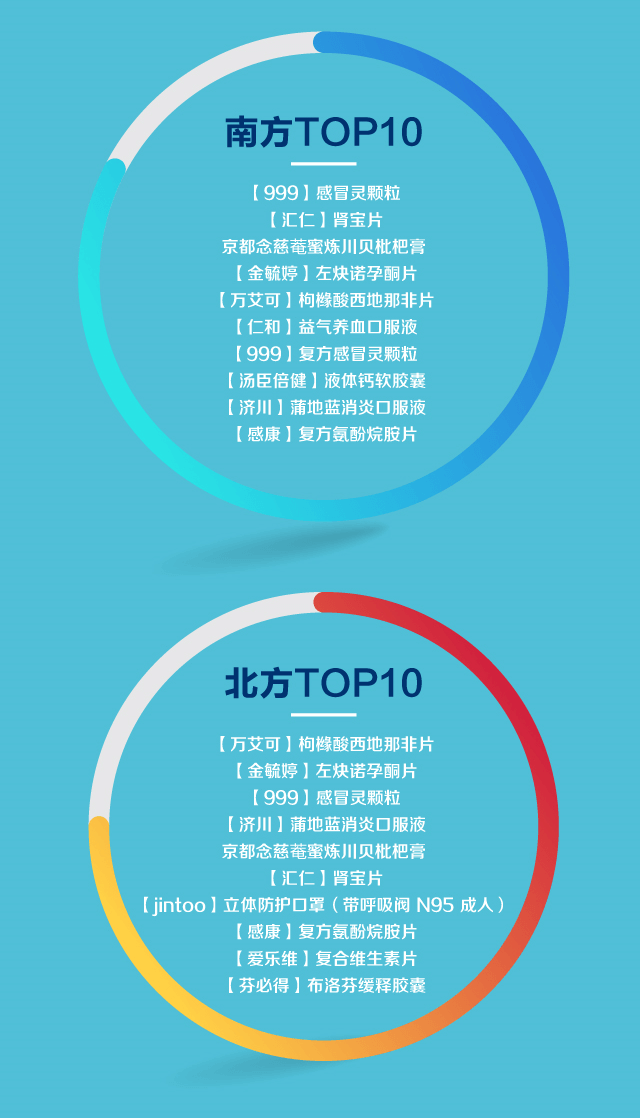 南方TOP10
【999】感冒灵颗粒
【汇仁】肾宝片
京都念慈菴蜜炼川贝枇杷膏
【金毓婷】左炔诺孕酮片
【万艾可】枸橼酸西地那非片
【仁和】益气养血口服液
【999】复方感冒灵颗粒
【汤臣倍健】液体钙软胶囊
【济川】蒲地蓝消炎口服液
【感康】复方氨酚烷胺片
北方TOP10
【万艾可】枸橼酸西地那非片
【金毓婷】左炔诺孕酮片
【999】感冒灵颗粒
【济川】蒲地蓝消炎口服液
京都念慈菴蜜炼川贝枇杷膏
【汇仁】肾宝片
【jintoo】立体防护口罩（带呼吸阀 N95 成人）
【感康】复方氨酚烷胺片
【爱乐维】复合维生素片
【芬必得】布洛芬缓释胶囊